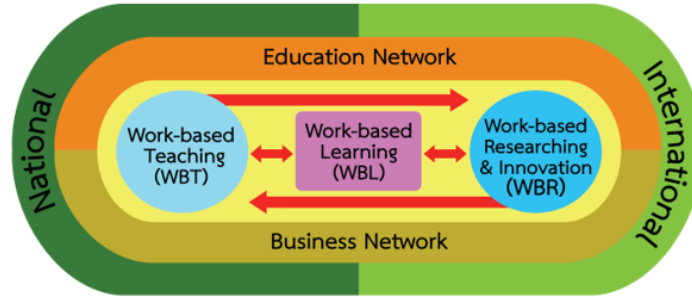 Education Network
National
International
Work-based
Teaching
(WBT)
Work-based
Learning
(WBL)
Work-based
Researching
& Innovation
(WBR)
Business Network